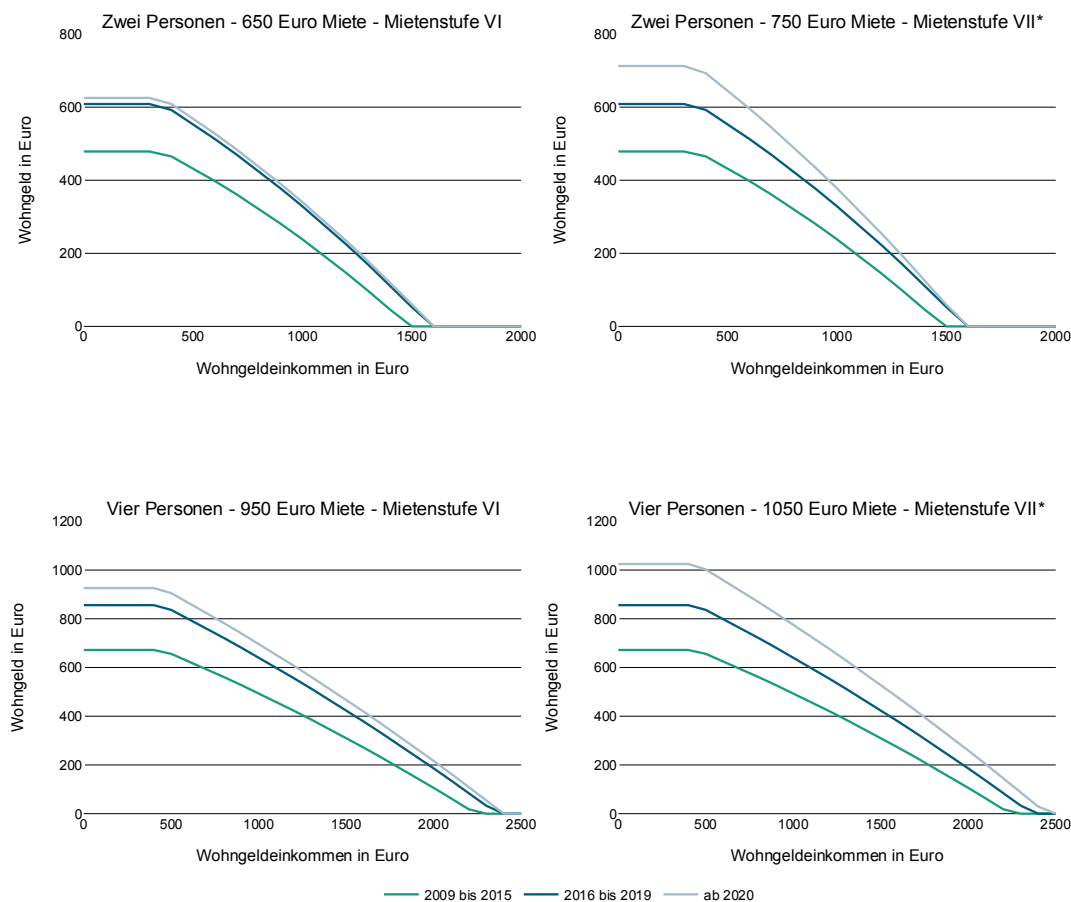 Zwei Personen - 650 Euro Miete - Mietenstufe VI
800
600
400
200
0
0 500 1000 1500 2000
Wohngeld in Euro
Wohngeldeinkommen in Euro
Zwei Personen - 750 Euro Miete - Mietenstufe VII*
800
600
400
200
0
0 500 1000 1500 2000
Wohngeld in Euro
Wohngeldeinkommen in Euro
Vier Personen - 950 Euro Miete - Mietenstufe VI
1200
1000
800
600
400
200
0
0 500 1000 1500 2000 2500
Wohngeld in Euro
Wohngeldeinkommen in Euro
Vier Personen - 1050 Euro Miete - Mietenstufe VII*
1200
1000
800
600
400
200
0
0 500 1000 1500 2000 2500
Wohngeld in Euro
Wohngeldeinkommen in Euro
2009 bis 2015 2016 bis 2019 ab 2020